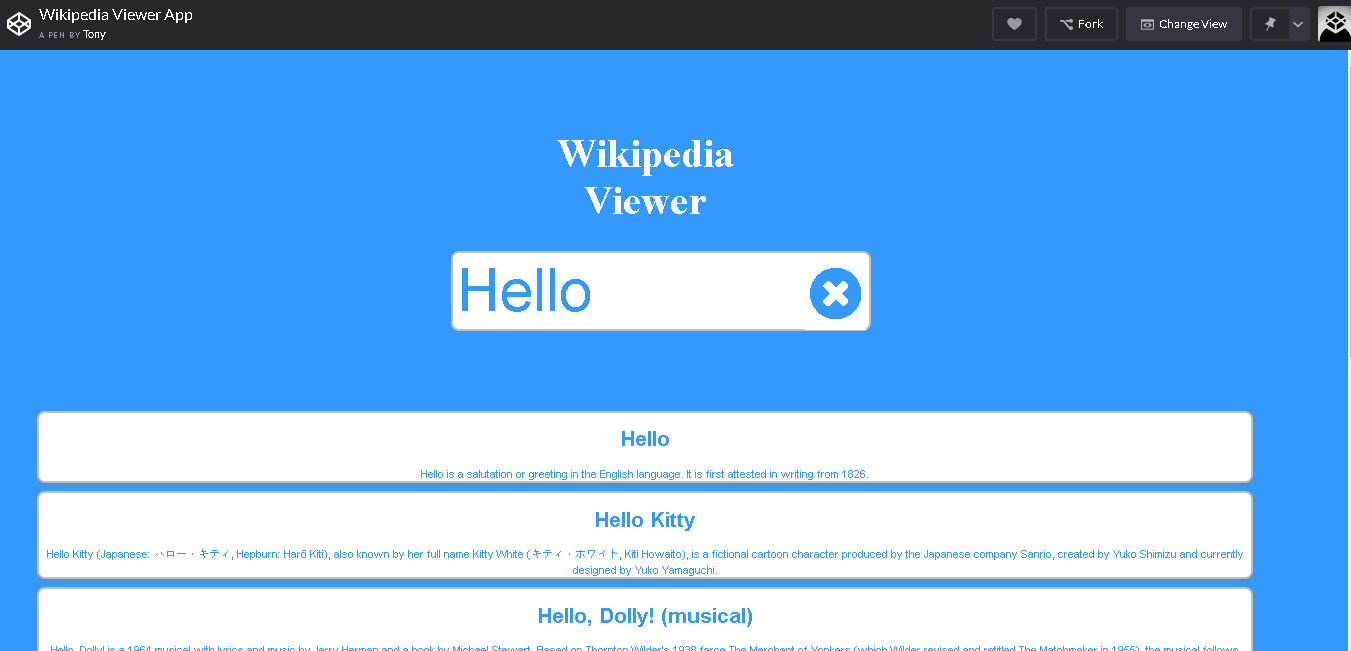 Wikipedia Viewer App
A PEN BY Tony
Fork
Change View
Wikipedia
Viewer
Hello
Hello
Hello is a salutation or greeting in the English language. It is first attested in writing from 1826.
Hello Kitty
Hello Kitty (Japanese: ハロー・キティ, Hepburn: Harō Kiti), also known by her full name Kitty White (キティ・ホワイト, Kiti Howaito), is a fictional cartoon character produced by the Japanese company Sanrio, created by Yuko Shimizu and currently
designed by Yuko Yamaguchi.
Hello, Dolly! (musical)
Hello, Dolly! is a 1964 musical with lyrics and music by Jerry Herman and a book by Michael Stewart. Based on Thornton Wilder's 1938 farce The Merchant of Yonkers (which Wilder revised and retitled The Matchmaker in 1955), the musical follows